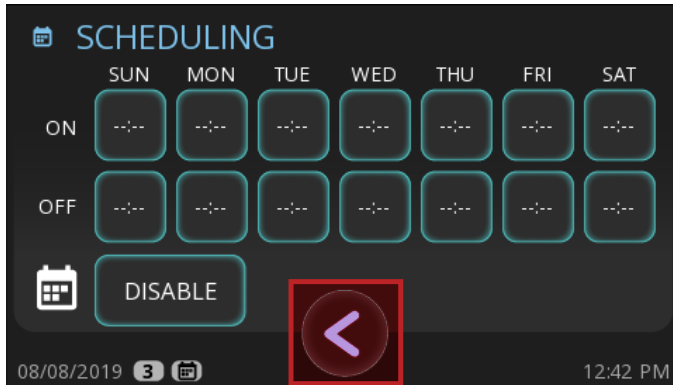 SCHEDULING
SUN MON TUE WED THU FRI SAT
ON --:-- --:-- --:-- --:-- --:-- --:-- --:--
OFF --:-- --:-- --:-- --:-- --:-- --:-- --:--
DISABLE
08/08/2019 3 12:42 PM